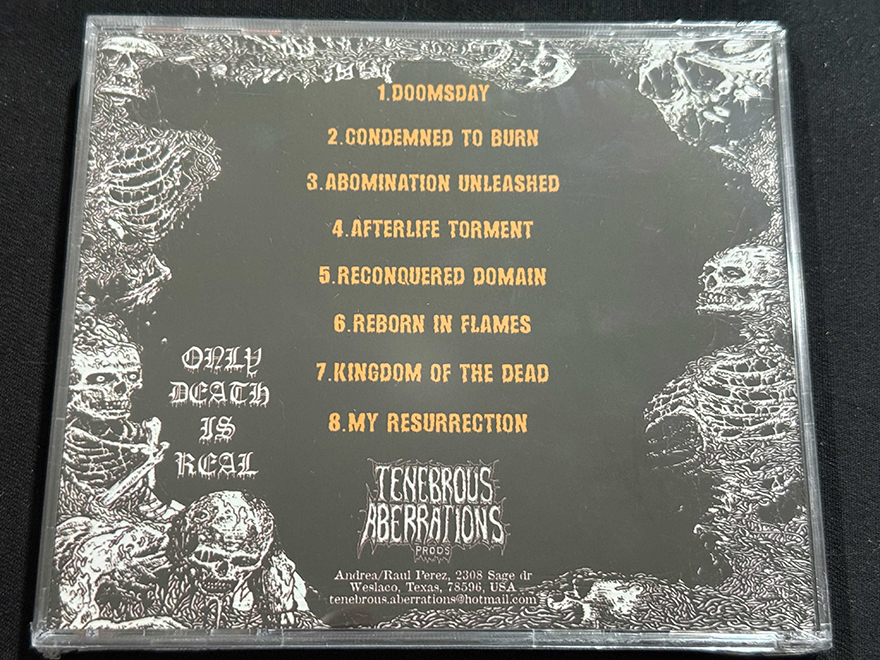 1.DOOMSDAY
2.CONDEMNED TO BURN
3.ABOMINATION UNLEASHED
4.AFTERLIFE TORMENT
5.RECONQUERED DOMAIN
6.REBORN IN FLAMES
7.KINGDOM OF THE DEAD
8.MY RESURRECTION
ONLY
DEATH
IS
REAL
TENEBROUS
ABERRATIONS
PRODS
Andrea/Raul Perez, 2308 Sage dr
Weslaco, Texas, 78596, USA
tenebrous.aberrations@hotmail.com